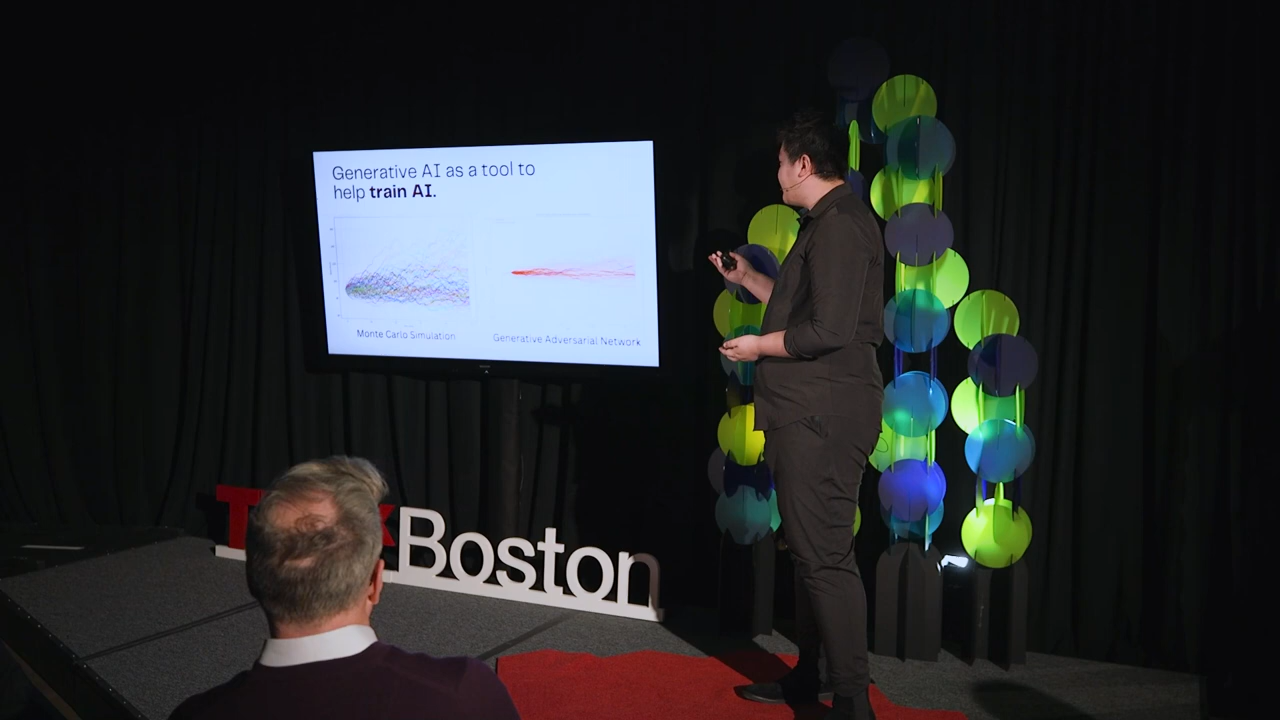 Generative AI as a tool to
help train AI.
Monte Carlo Simulation
Generative Adversarial Network
Boston